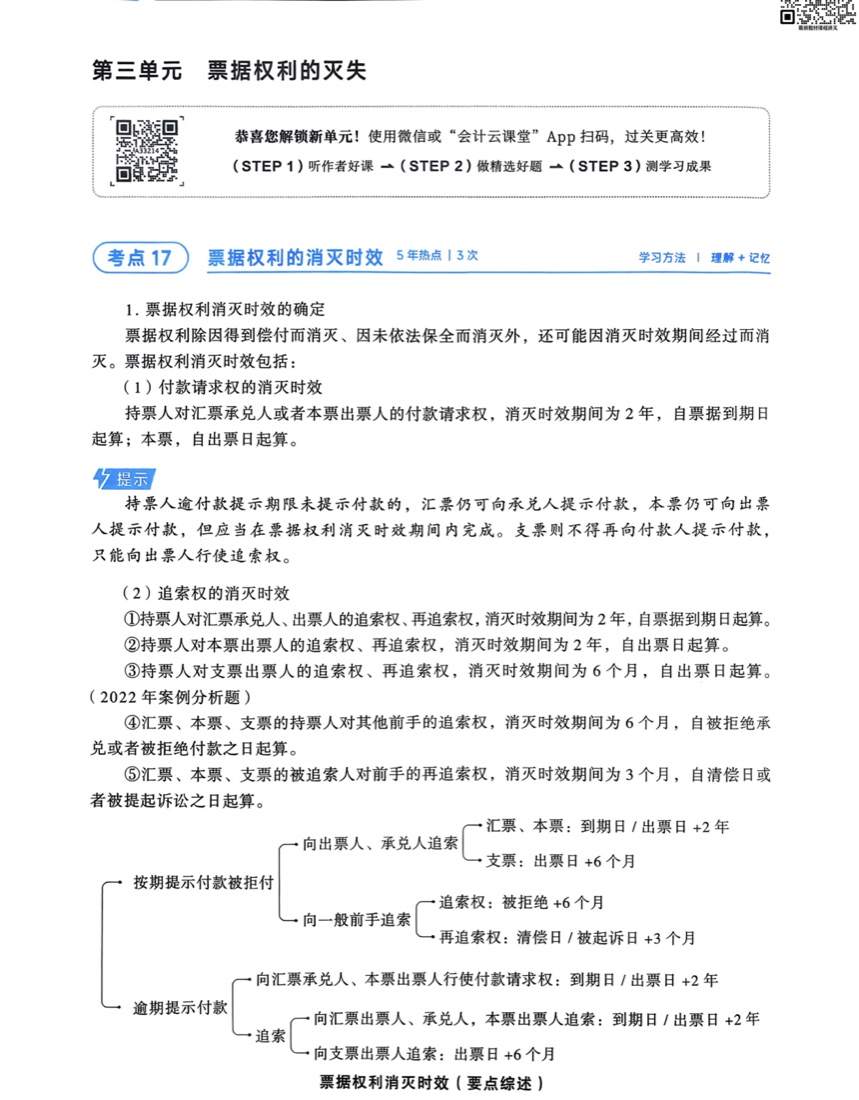 第三单元 票据权利的灭失
恭喜您解锁新单元！使用微信或“会计云课堂”App 扫码，过关更高效！
（STEP 1）听作者好课 ⇀（STEP 2）做精选好题 ⇀（STEP 3）测学习成果
考点 17 票据权利的消灭时效 5 年热点 | 3 次 学习方法 | 理解 + 记忆
1. 票据权利消灭时效的确定
票据权利除因得到偿付而消灭、因未依法保全而消灭外，还可能因消灭时效期间经过而消
灭。票据权利消灭时效包括：
（1）付款请求权的消灭时效
持票人对汇票承兑人或者本票出票人的付款请求权，消灭时效期间为 2 年，自票据到期日
起算；本票，自出票日起算。
提示
持票人逾付款提示期限未提示付款的，汇票仍可向承兑人提示付款，本票仍可向出票
人提示付款，但应当在票据权利消灭时效期间内完成。支票则不得再向付款人提示付款，
只能向出票人行使追索权。
（2）追索权的消灭时效
①持票人对汇票承兑人、出票人的追索权、再追索权，消灭时效期间为 2 年，自票据到期日起算。
②持票人对本票出票人的追索权、再追索权，消灭时效期间为 2 年，自出票日起算。
③持票人对支票出票人的追索权、再追索权，消灭时效期间为 6 个月，自出票日起算。
（2022 年案例分析题）
④汇票、本票、支票的持票人对其他前手的追索权，消灭时效期间为 6 个月，自被拒绝承
兑或者被拒绝付款之日起算。
⑤汇票、本票、支票的被追索人对前手的再追索权，消灭时效期间为 3 个月，自清偿日或
者被提起诉讼之日起算。
按期提示付款被拒付
向出票人、承兑人追索
汇票、本票：到期日 / 出票日 +2 年
支票：出票日 +6 个月
向一般前手追索
追索权：被拒绝 +6 个月
再追索权：清偿日 / 被起诉日 +3 个月
逾期提示付款
向汇票承兑人、本票出票人行使付款请求权：到期日 / 出票日 +2 年
追索
向汇票出票人、承兑人，本票出票人追索：到期日 / 出票日 +2 年
向支票出票人追索：出票日 +6 个月
票据权利消灭时效（要点综述）